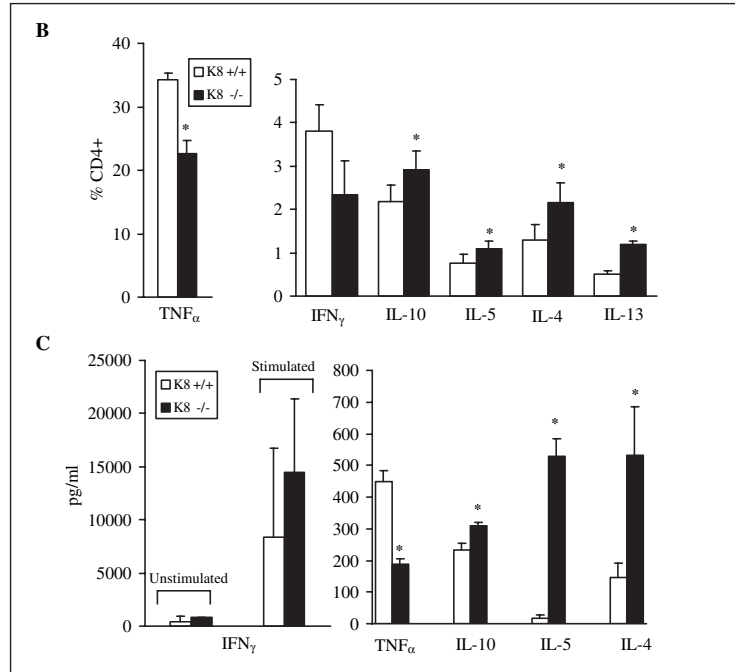 B
40
30
20
10
0
% CD4+
K8 +/+
K8 -/-
*
TNFα
5
4
3
2
1
0
*
*
*
*
IFNγ IL-10 IL-5 IL-4 IL-13
C
25000
20000
15000
10000
5000
0
pg/ml
K8 +/+
K8 -/-
Stimulated
Unstimulated
IFNγ
800
700
600
500
400
300
200
100
0
*
*
*
*
TNFα IL-10 IL-5 IL-4